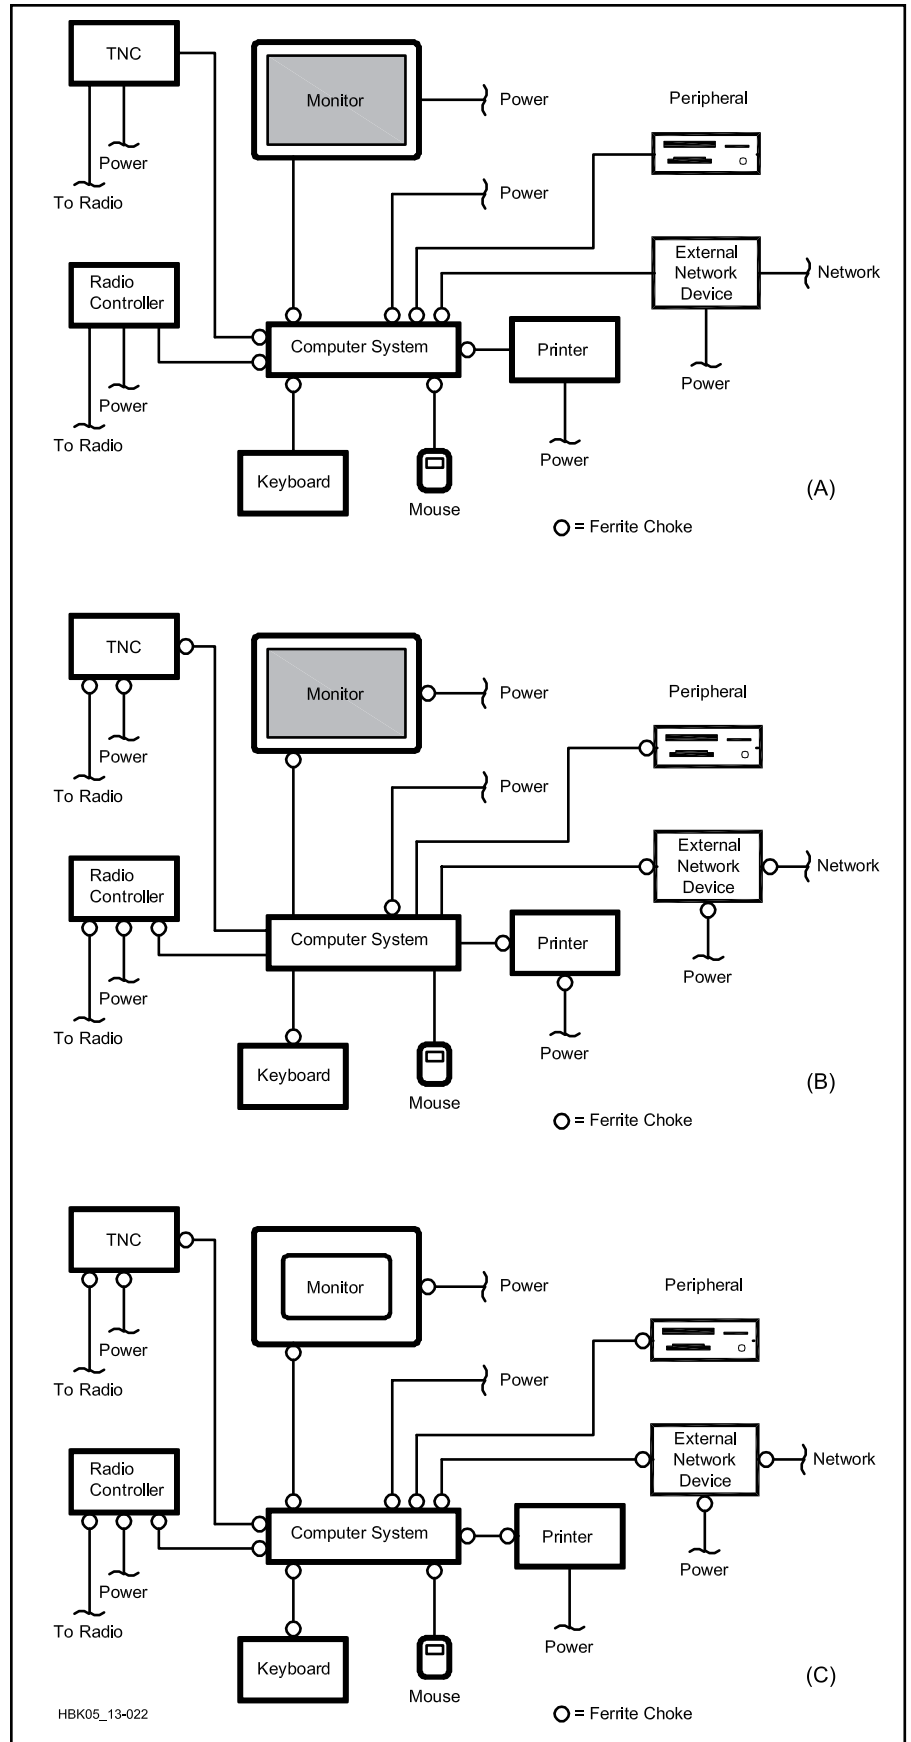 TNC
Monitor
Power
Peripheral
Power
To Radio
Power
External
Network
Device
Network
Radio
Controller
Computer System
Printer
Power
Power
To Radio
Power
Keyboard
Mouse
(A)
= Ferrite Choke
TNC
Monitor
Power
Peripheral
Power
To Radio
Power
External
Network
Device
Network
Radio
Controller
Computer System
Printer
Power
Power
To Radio
Power
Keyboard
Mouse
(B)
= Ferrite Choke
TNC
Monitor
Power
Peripheral
Power
To Radio
Power
External
Network
Device
Network
Radio
Controller
Computer System
Printer
Power
Power
To Radio
Power
Keyboard
Mouse
(C)
HBK05_13-022
= Ferrite Choke